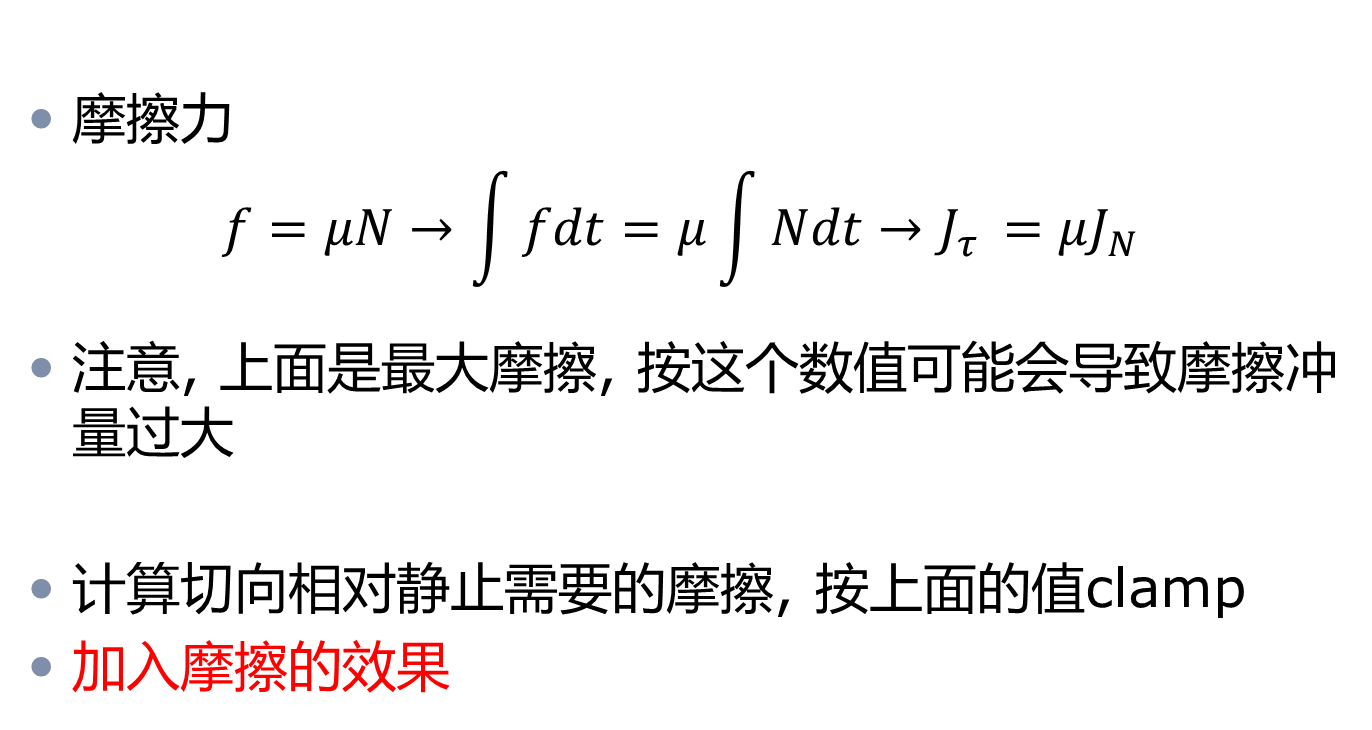 • 摩擦力
f = μN → ∫ fdt = μ ∫ Ndt → J_τ = μJ_N
• 注意, 上面是最大摩擦, 按这个数值可能会导致摩擦冲
量过大
• 计算切向相对静止需要的摩擦, 按上面的值clamp
• 加入摩擦的效果